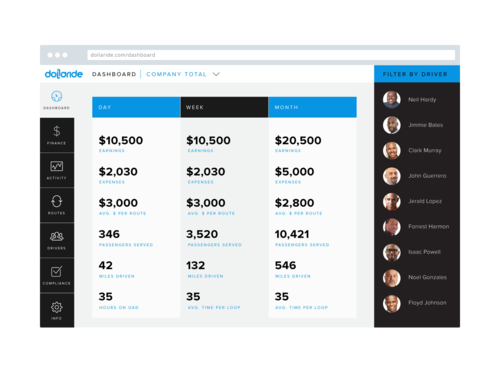 dollaride.com/dashboard
dollaride DASHBOARD COMPANY TOTAL
FILTER BY DRIVER
DASHBOARD
FINANCE
ACTIVITY
ROUTES
DRIVERS
COMPLIANCE
INFO
DAY WEEK MONTH
$10,500 $10,500 $20,500
EARNINGS EARNINGS EARNINGS
$2,030 $2,030 $5,000
EXPENSES EXPENSES EXPENSES
$3,000 $3,000 $2,800
AVG. $ PER ROUTE AVG. $ PER ROUTE AVG. $ PER ROUTE
346 3,520 10,421
PASSENGERS SERVED PASSENGERS SERVED PASSENGERS SERVED
42 132 546
MILES DRIVEN MILES DRIVEN MILES DRIVEN
35 35 35
HOURS ON OAD AVG. TIME PER LOOP AVG. TIME PER LOOP
Neil Hardy
Jimmie Bates
Clark Murray
John Guerrero
Jerald Lopez
Forrest Harmon
Isaac Powell
Noel Gonzales
Floyd Johnson